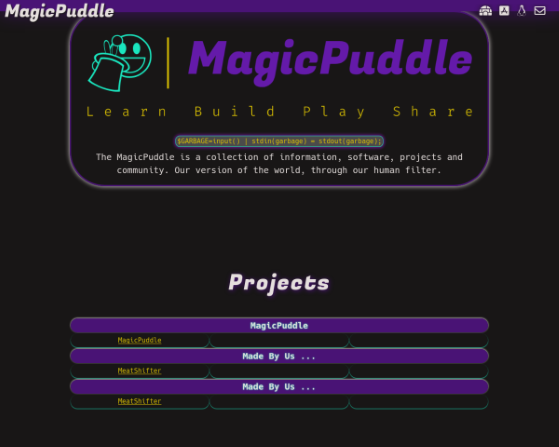 MagicPuddle
MagicPuddle
Learn Build Play Share
$GARBAGE=input() | stdin(garbage) = stdout(garbage);
The MagicPuddle is a collection of information, software, projects and
community. Our version of the world, through our human filter.
Projects
MagicPuddle
MagicPuddle
Made By Us ...
MeatShifter
Made By Us ...
MeatShifter